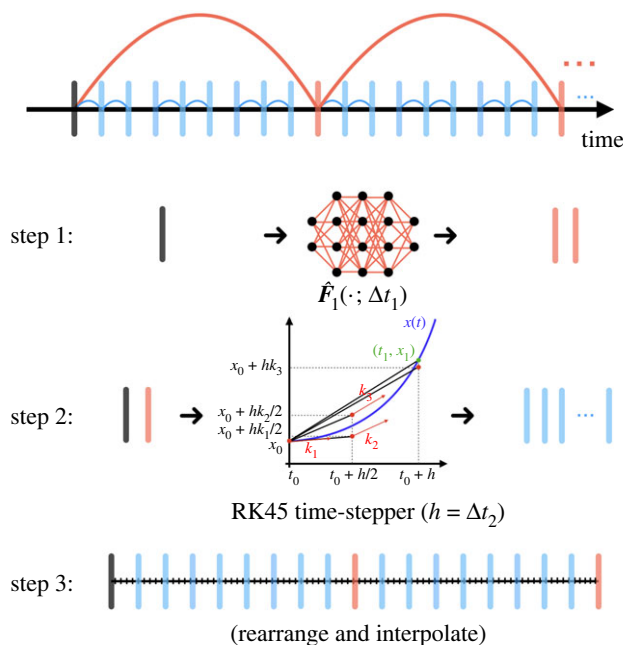 ...
...
time
step 1:
F̂₁(·; Δt₁)
x(t)
(t₁, x₁)
x₀ + hk₃
k₃
step 2:
...
x₀ + hk₂/2
x₀ + hk₁/2
x₀
k₁
k₂
t₀
t₀ + h/2
t₀ + h
RK45 time-stepper (h = Δt₂)
step 3:
(rearrange and interpolate)